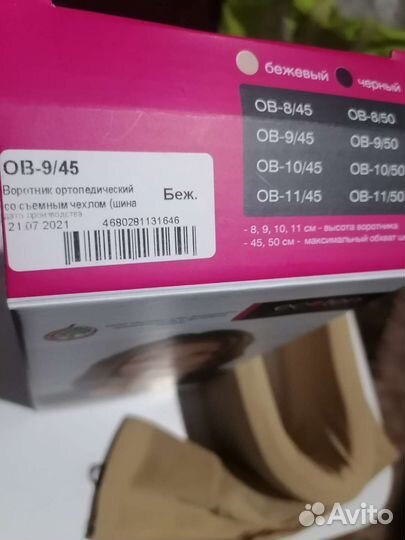 бежевый черный
ОВ-8/45 ОВ-8/50
ОВ-9/45 ОВ-9/50
ОВ-10/45 ОВ-10/50
ОВ-11/45 ОВ-11/50
- 8, 9, 10, 11 см - высота воротника
- 45, 50 см - максимальный обхват
ОВ-9/45
Воротник ортопедический
со съемным чехлом (шина
Беж.
дата производства
21.07.2021
4680281131646
Avito